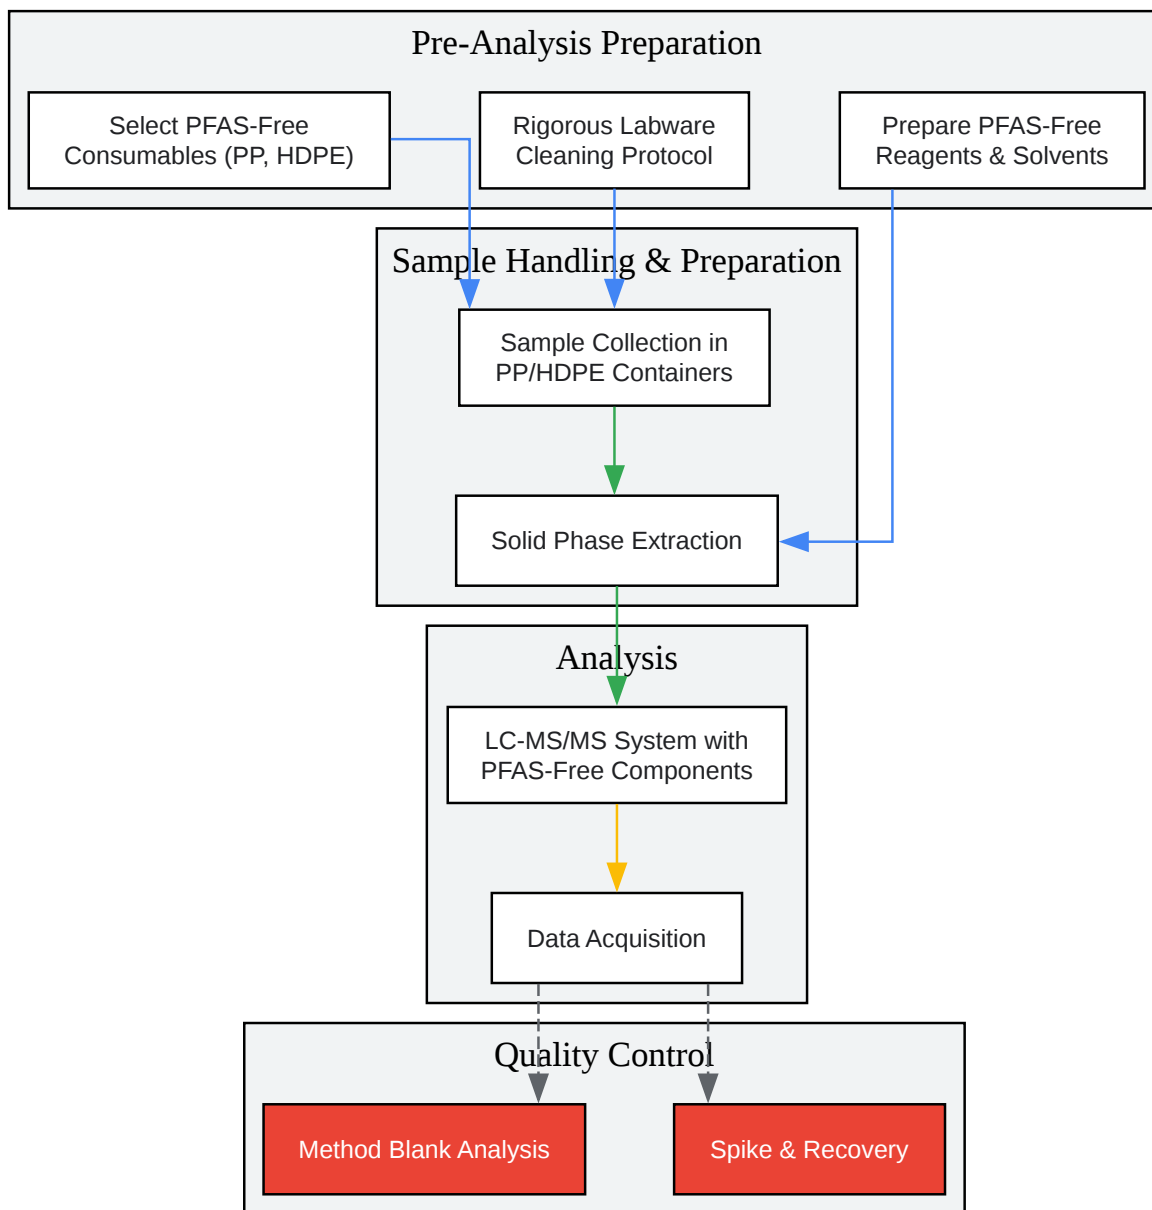 Pre-Analysis Preparation
Select PFAS-Free
Consumables (PP, HDPE)
Rigorous Labware
Cleaning Protocol
Prepare PFAS-Free
Reagents & Solvents
Sample Handling & Preparation
Sample Collection in
PP/HDPE Containers
Solid Phase Extraction
Analysis
LC-MS/MS System with
PFAS-Free Components
Data Acquisition
Quality Control
Method Blank Analysis
Spike & Recovery